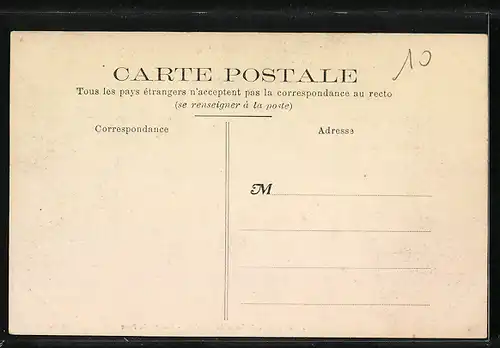 10
CARTE POSTALE
Tous les pays étrangers n'acceptent pas la correspondance au recto
(se renseigner à la poste)
Correspondance
Adresse
M